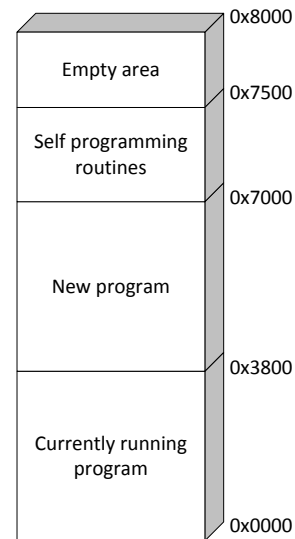 0x8000
Empty area
0x7500
Self programming
routines
0x7000
New program
0x3800
Currently running
program
0x0000